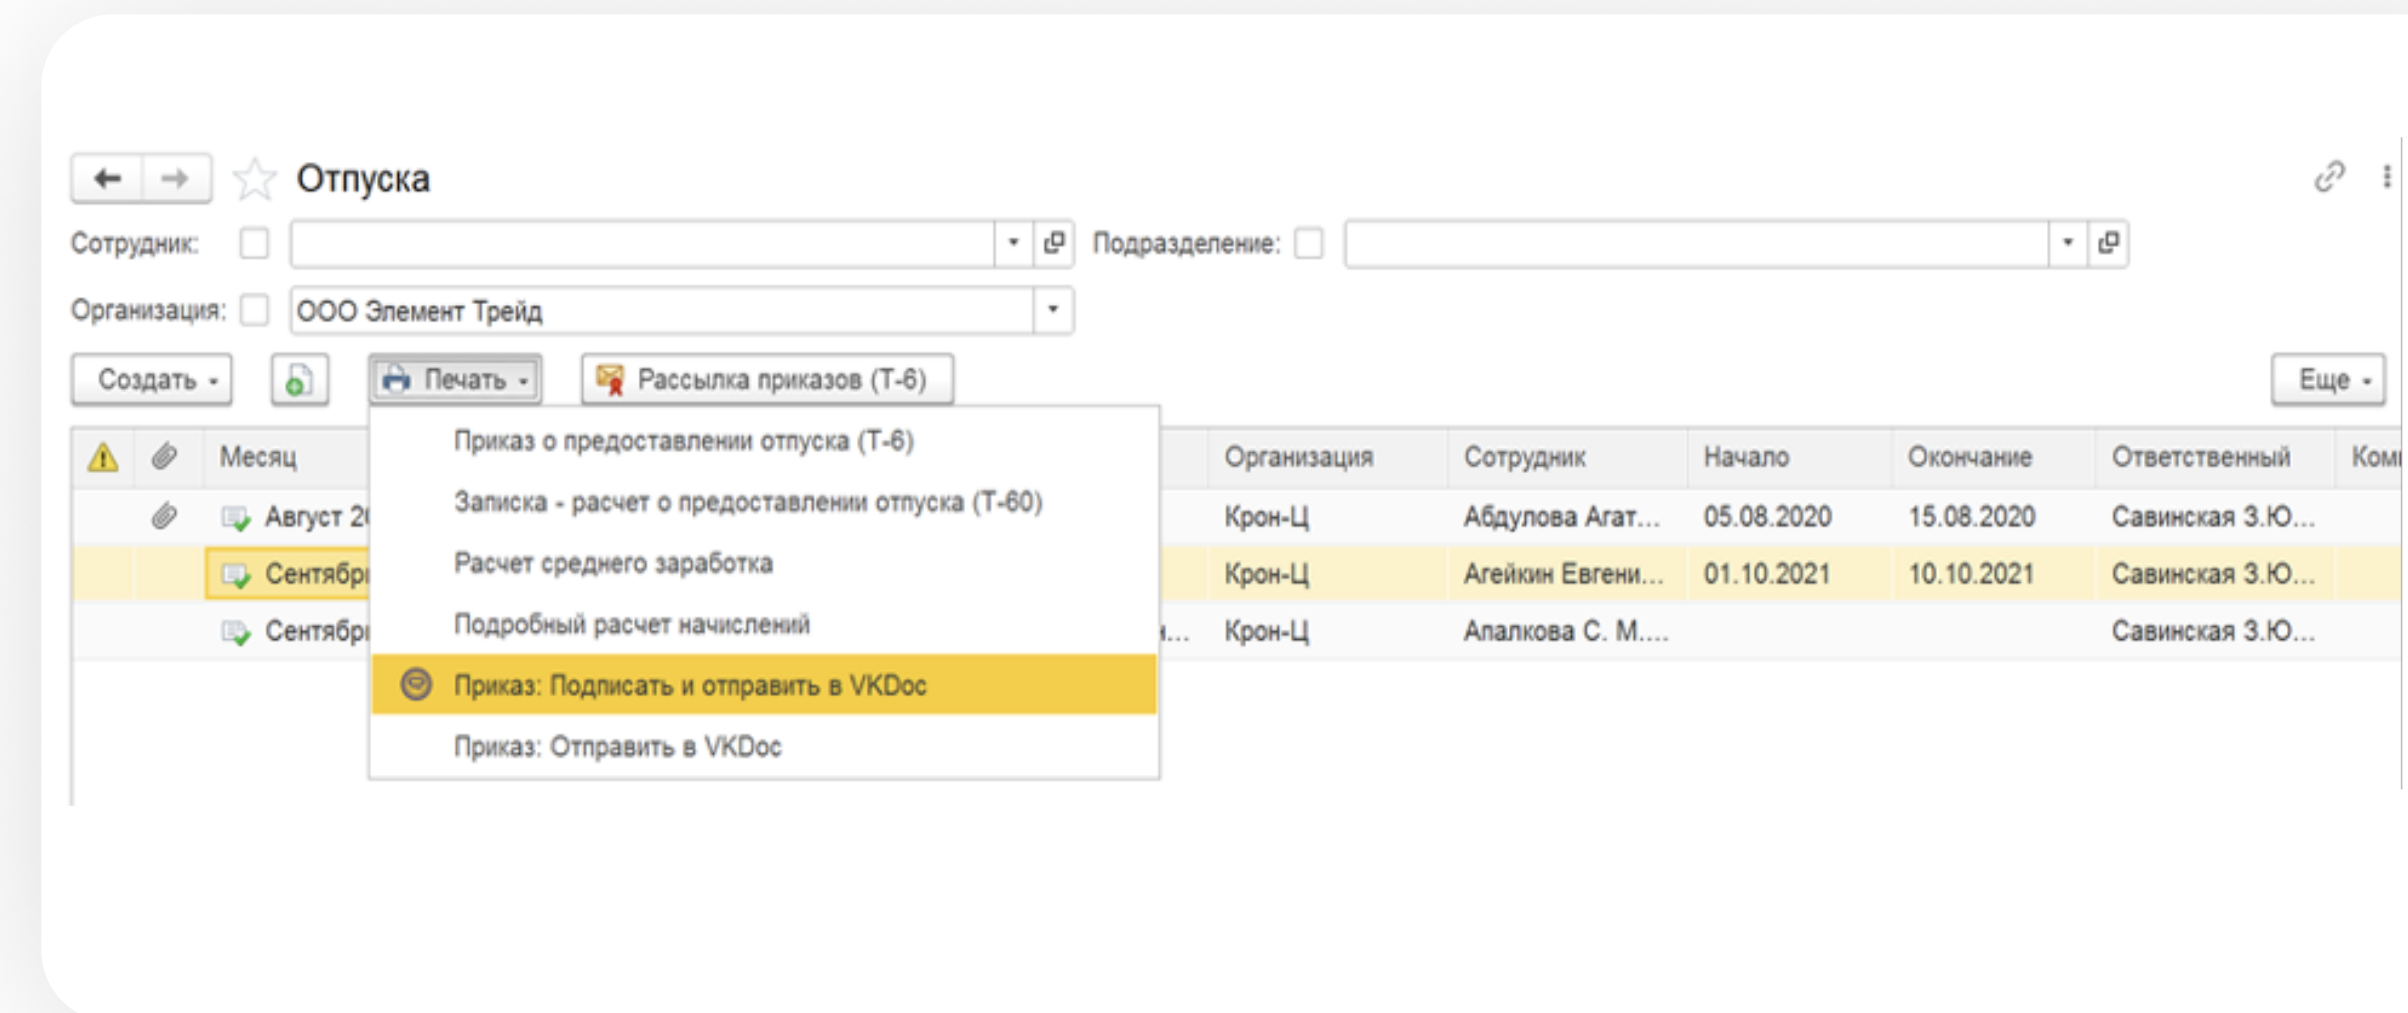 Отпуска
Сотрудник: Подразделение:
Организация: ООО Элемент Трейд
Создать Печать Рассылка приказов (Т-6) Еще
Месяц Организация Сотрудник Начало Окончание Ответственный
Август Крон-Ц Абдулова Агат... 05.08.2020 15.08.2020 Савинская З.Ю...
Крон-Ц Агейкин Евгени... 01.10.2021 10.10.2021 Савинская З.Ю...
Крон-Ц Апалкова С. М.... Савинская З.Ю...
Приказ о предоставлении отпуска (Т-6)
Записка - расчет о предоставлении отпуска (Т-60)
Расчет среднего заработка
Подробный расчет начислений
Приказ: Подписать и отправить в VKDoc
Приказ: Отправить в VKDoc